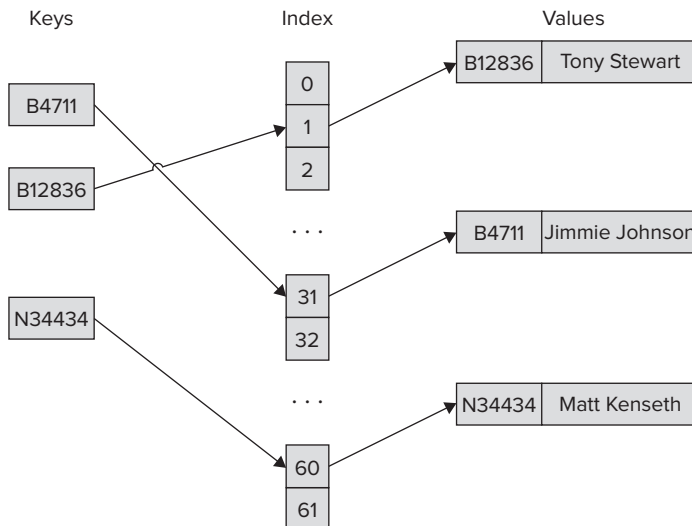 Keys
Index
Values
B4711
B12836
N34434
0
1
2
...
31
32
...
60
61
B12836 Tony Stewart
B4711 Jimmie Johnson
N34434 Matt Kenseth